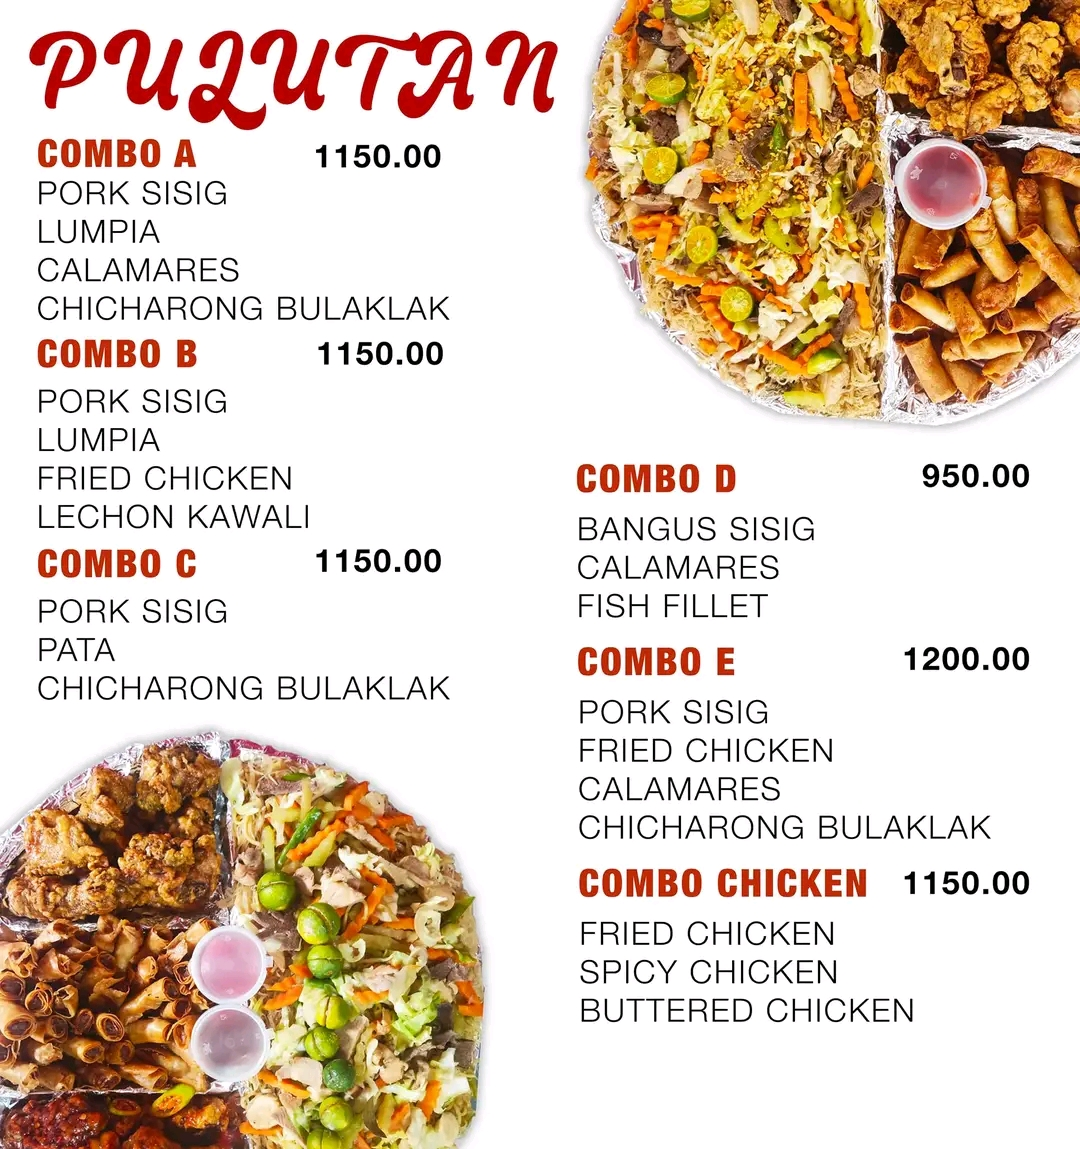 PULUTAN
COMBO A 1150.00
PORK SISIG
LUMPIA
CALAMARES
CHICHARONG BULAKLAK
COMBO B 1150.00
PORK SISIG
LUMPIA
FRIED CHICKEN
LECHON KAWALI
COMBO C 1150.00
PORK SISIG
PATA
CHICHARONG BULAKLAK
COMBO D 950.00
BANGUS SISIG
CALAMARES
FISH FILLET
COMBO E 1200.00
PORK SISIG
FRIED CHICKEN
CALAMARES
CHICHARONG BULAKLAK
COMBO CHICKEN 1150.00
FRIED CHICKEN
SPICY CHICKEN
BUTTERED CHICKEN